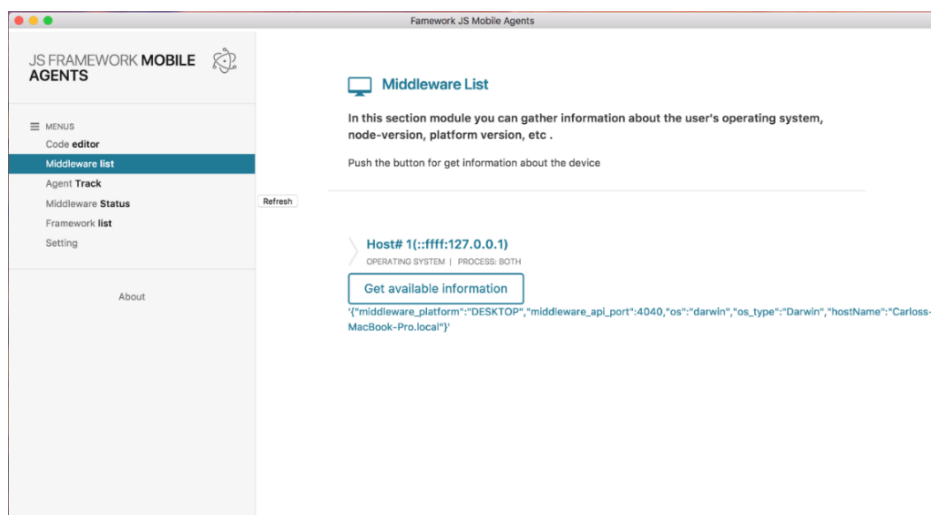 Famework JS Mobile Agents
JS FRAMEWORK MOBILE
AGENTS
MENUS
Code editor
Middleware list
Agent Track
Middleware Status
Framework list
Setting
About
Refresh
Middleware List
In this section module you can gather information about the user's operating system,
node-version, platform version, etc .
Push the button for get information about the device
Host# 1(::ffff:127.0.0.1)
OPERATING SYSTEM | PROCESS: BOTH
Get available information
'{"middleware_platform":"DESKTOP","middleware_api_port":4040,"os":"darwin","os_type":"Darwin","hostName":"Carloss-
MacBook-Pro.local"}'